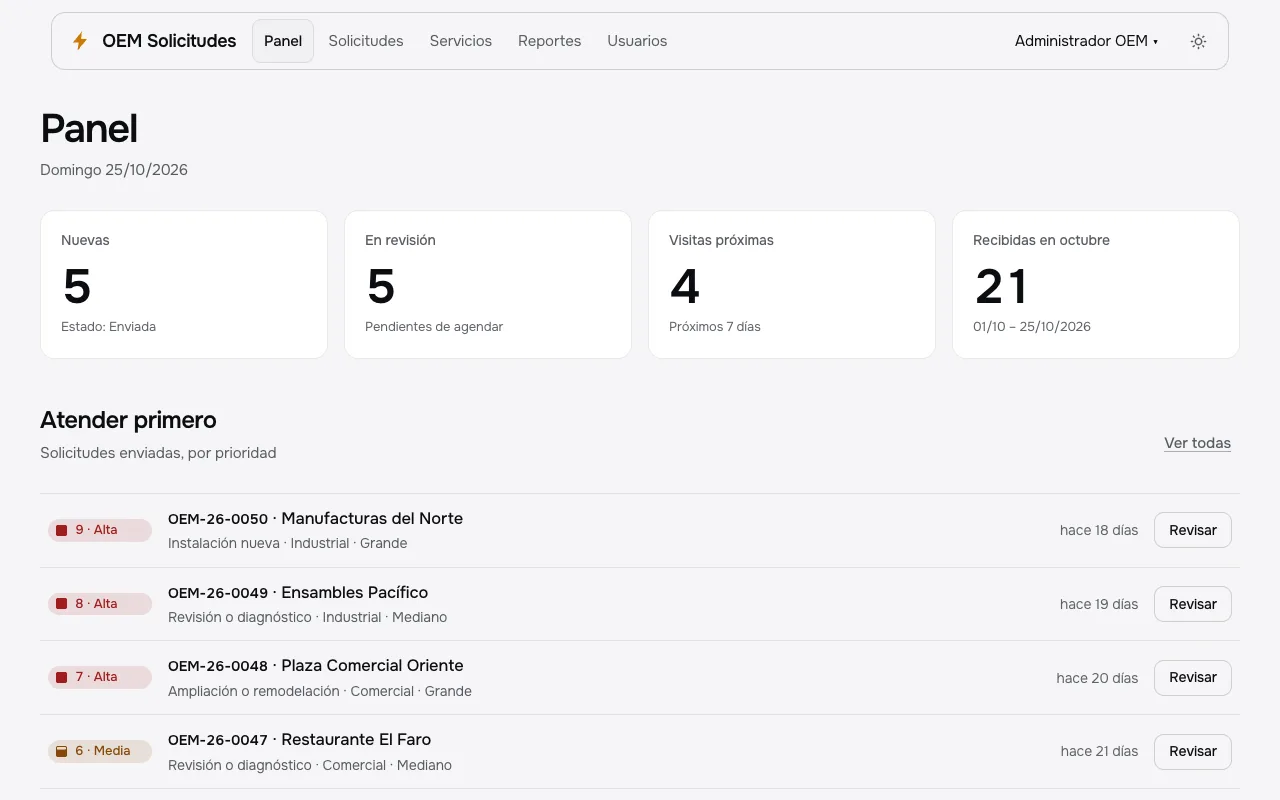 OEM Solicitudes Panel Solicitudes Servicios Reportes Usuarios Administrador OEM ▾
Panel
Domingo 25/10/2026
Nuevas
5
Estado: Enviada
En revisión
5
Pendientes de agendar
Visitas próximas
4
Próximos 7 días
Recibidas en octubre
21
01/10 – 25/10/2026
Atender primero
Solicitudes enviadas, por prioridad
Ver todas
9 · Alta
OEM-26-0050 · Manufacturas del Norte
Instalación nueva · Industrial · Grande
hace 18 días
Revisar
8 · Alta
OEM-26-0049 · Ensambles Pacífico
Revisión o diagnóstico · Industrial · Mediano
hace 19 días
Revisar
7 · Alta
OEM-26-0048 · Plaza Comercial Oriente
Ampliación o remodelación · Comercial · Grande
hace 20 días
Revisar
6 · Media
OEM-26-0047 · Restaurante El Faro
Revisión o diagnóstico · Comercial · Mediano
hace 21 días
Revisar